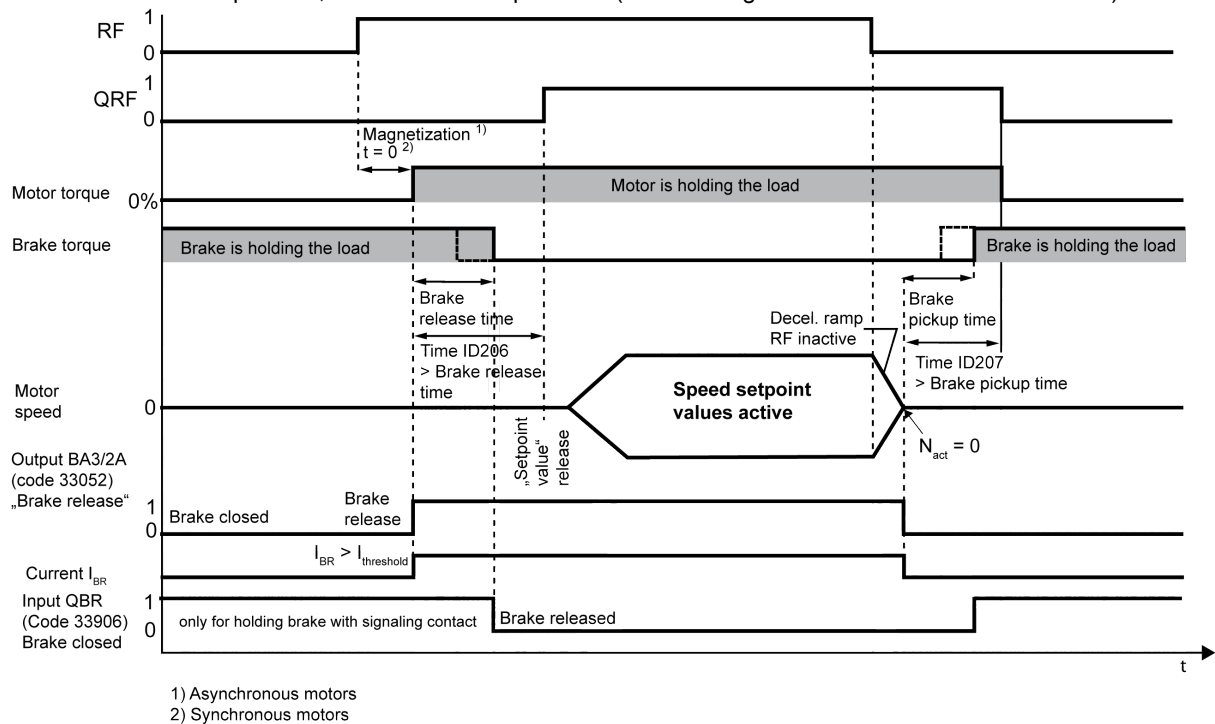 RF
1
0
QRF
1
0
Magnetization 1)
t = 0 2)
Motor torque
0%
Motor is holding the load
Brake torque
Brake is holding the load
Brake is holding the load
Brake
release time
Time ID206
> Brake release
time
Brake
pickup time
Time ID207
> Brake pickup time
Decel. ramp
RF inactive
Motor
speed
0
Speed setpoint
values active
Nact = 0
„Setpoint
value“
release
Output BA3/2A
(code 33052)
„Brake release“
1
0
Brake closed
Brake
release
IBR > Ithreshold
Current IBR
Input QBR
(Code 33906)
Brake closed
1
0
only for holding brake with signaling contact
Brake released
t
1) Asynchronous motors
2) Synchronous motors